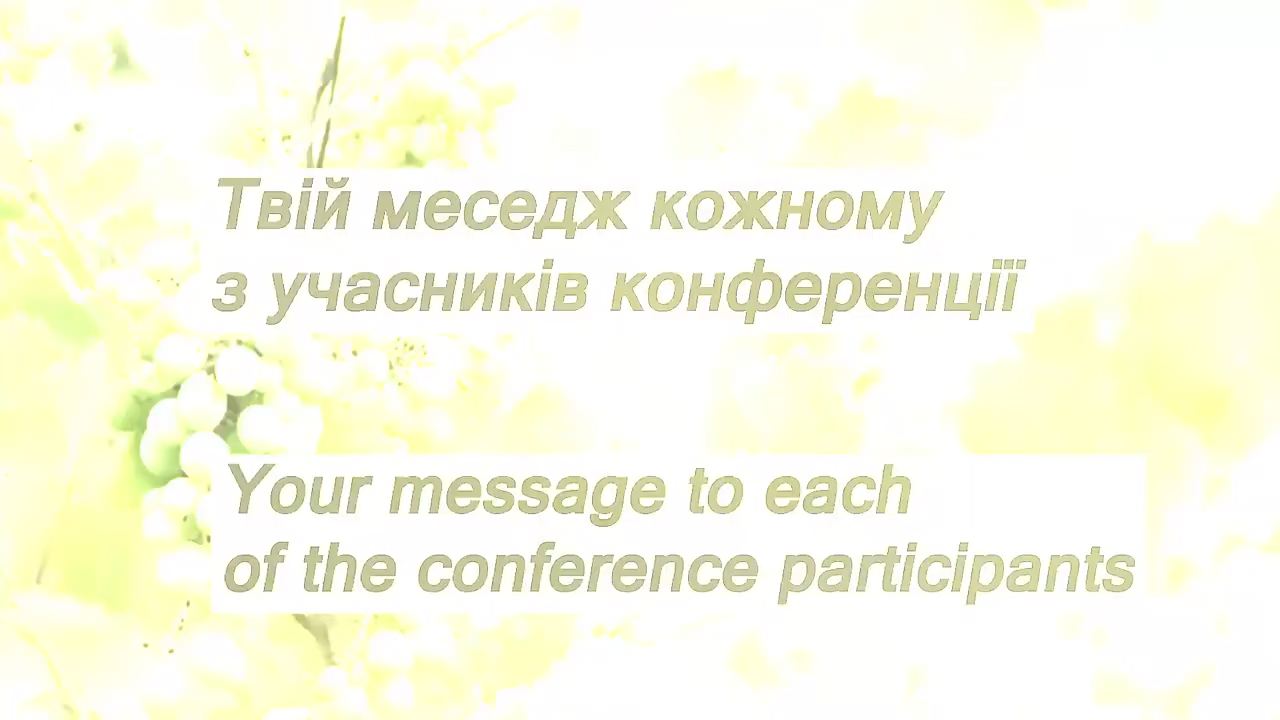 Твій меседж кожному
з учасників конференції
Your message to each
of the conference participants